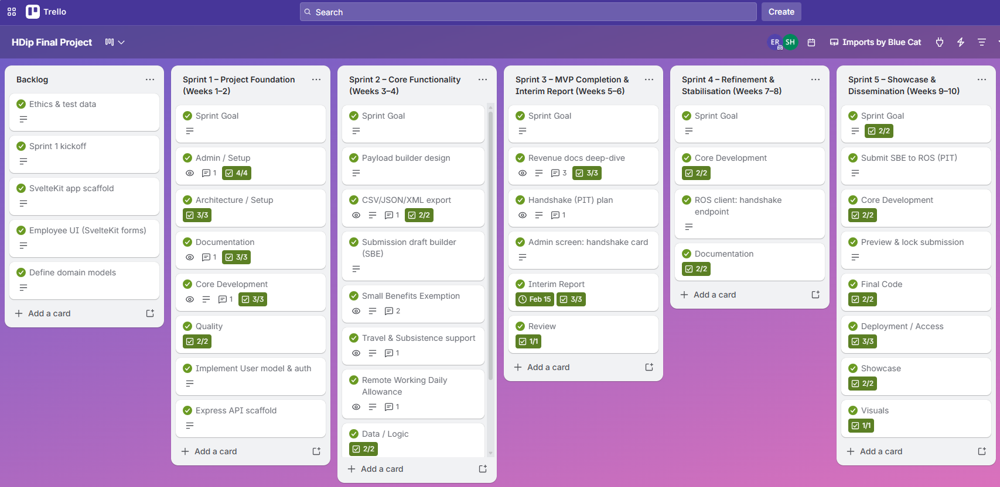 Trello
Search
Create
HDip Final Project
ER
SH
Imports by Blue Cat
Backlog
Ethics & test data
Sprint 1 kickoff
SvelteKit app scaffold
Employee UI (SvelteKit forms)
Define domain models
Add a card
Sprint 1 – Project Foundation
(Weeks 1–2)
Sprint Goal
Admin / Setup
1
4/4
Architecture / Setup
3/3
Documentation
1
3/3
Core Development
1
3/3
Quality
2/2
Implement User model & auth
Express API scaffold
Add a card
Sprint 2 – Core Functionality
(Weeks 3–4)
Sprint Goal
Payload builder design
CSV/JSON/XML export
1
2/2
Submission draft builder
(SBE)
Small Benefits Exemption
2
Travel & Subsistence support
1
Remote Working Daily
Allowance
1
Data / Logic
2/2
Add a card
Sprint 3 – MVP Completion &
Interim Report (Weeks 5–6)
Sprint Goal
Revenue docs deep-dive
3
3/3
Handshake (PIT) plan
1
Admin screen: handshake card
Interim Report
Feb 15
3/3
Review
1/1
Add a card
Sprint 4 – Refinement &
Stabilisation (Weeks 7–8)
Sprint Goal
Core Development
2/2
ROS client: handshake
endpoint
Documentation
2/2
Add a card
Sprint 5 – Showcase &
Dissemination (Weeks 9–10)
Sprint Goal
2/2
Submit SBE to ROS (PIT)
Core Development
2/2
Preview & lock submission
Final Code
2/2
Deployment / Access
3/3
Showcase
2/2
Visuals
1/1
Add a card